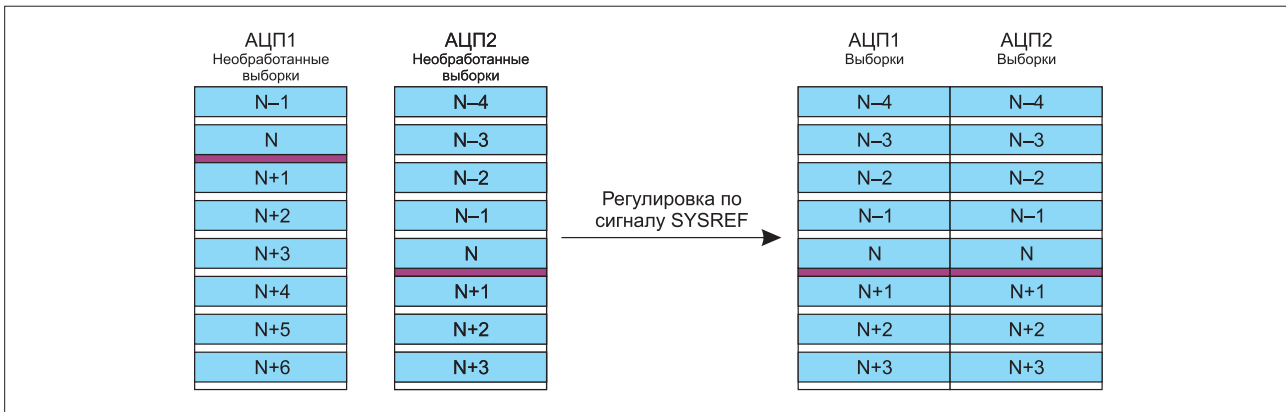 АЦП1
Необработанные
выборки
N–1
N
N+1
N+2
N+3
N+4
N+5
N+6
АЦП2
Необработанные
выборки
N–4
N–3
N–2
N–1
N
N+1
N+2
N+3
Регулировка по
сигналу SYSREF
АЦП1 АЦП2
Выборки Выборки
N–4 N–4
N–3 N–3
N–2 N–2
N–1 N–1
N N
N+1 N+1
N+2 N+2
N+3 N+3